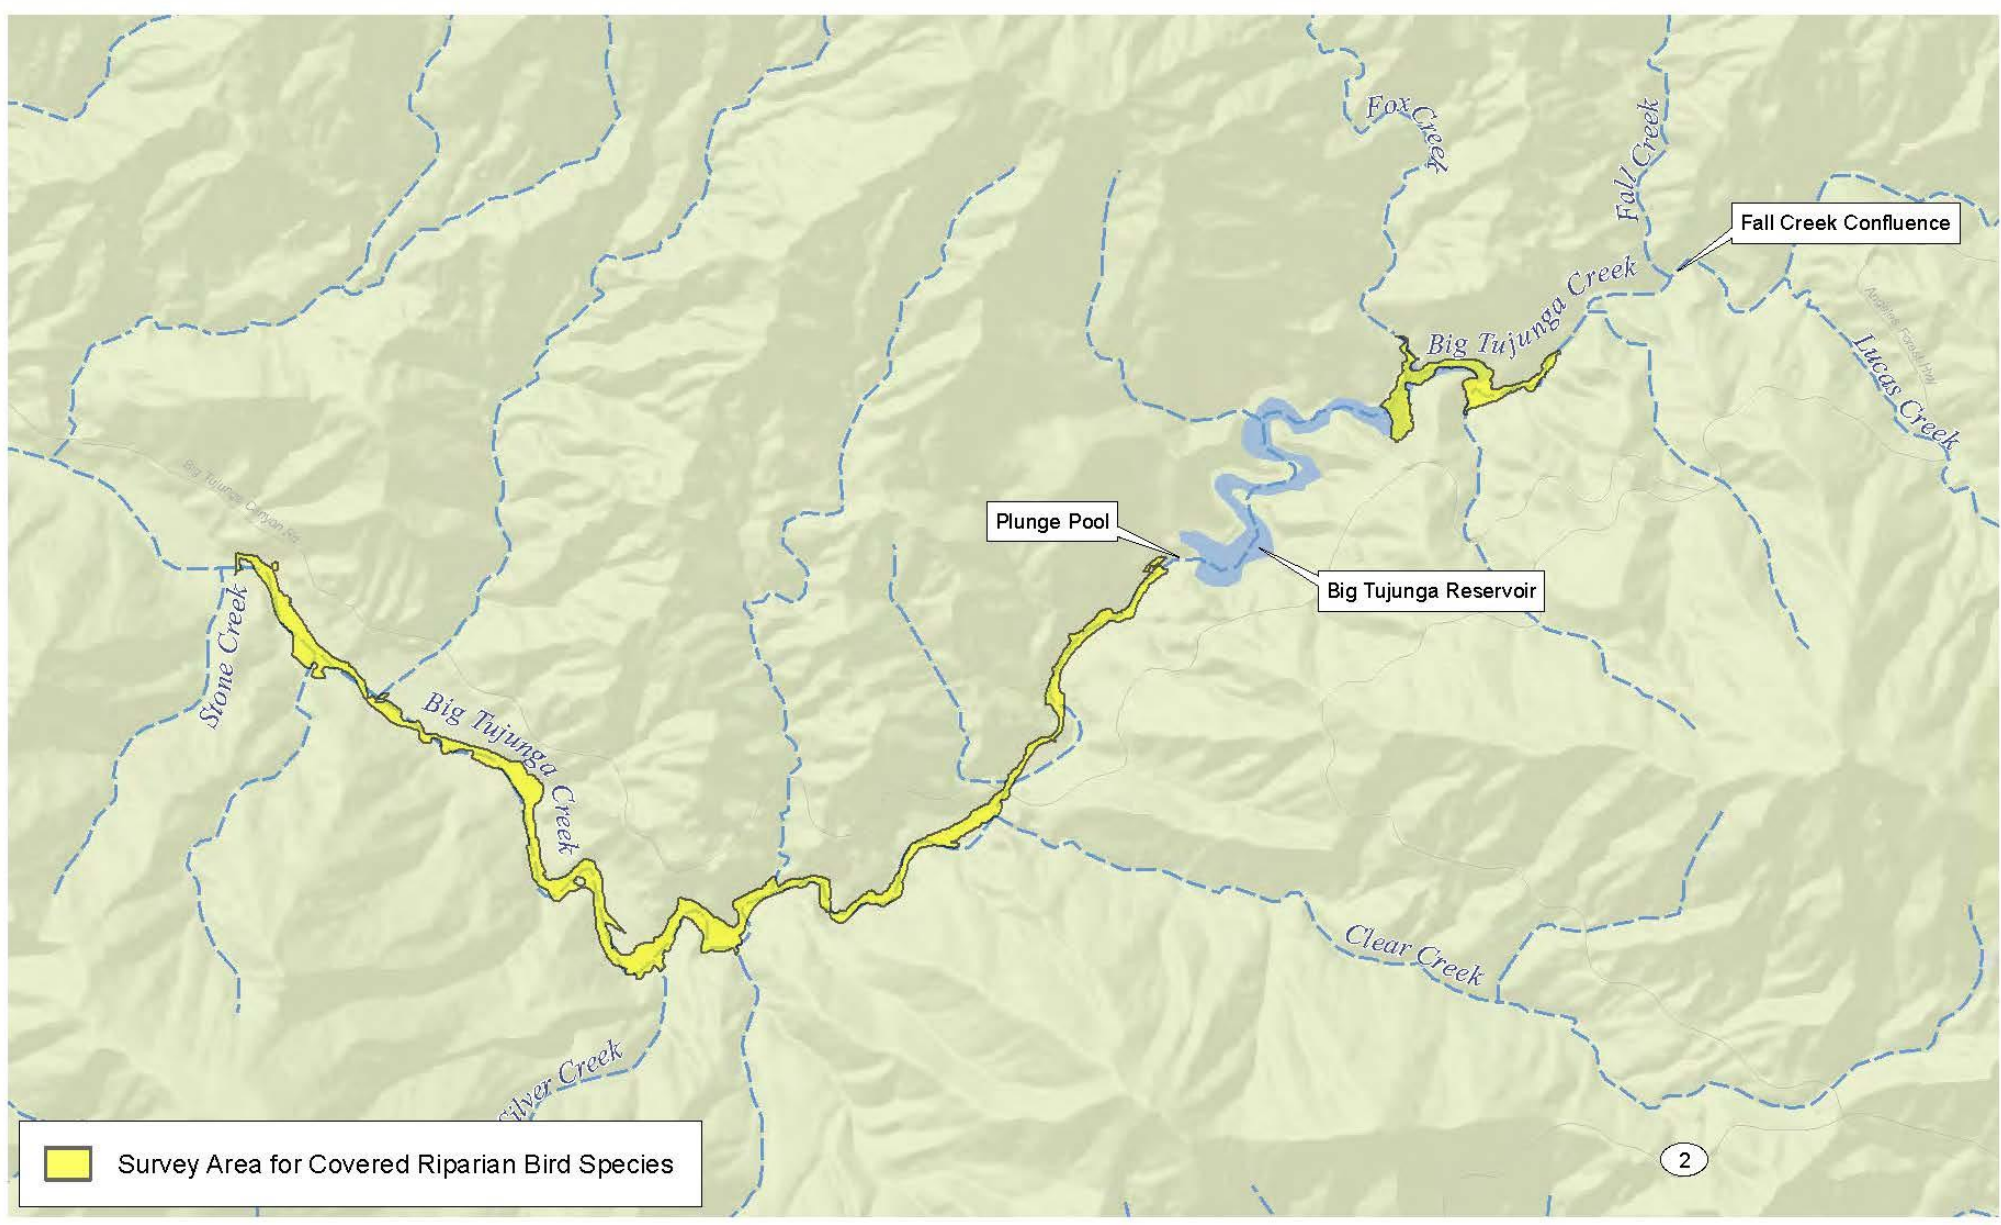 Fox Creek
Fall Creek
Fall Creek Confluence
Big Tujunga Creek
Angeles Forest Hwy
Lucas Creek
Big Tujunga Canyon Rd
Plunge Pool
Big Tujunga Reservoir
Stone Creek
Big Tujunga Creek
Clear Creek
Silver Creek
Survey Area for Covered Riparian Bird Species
2